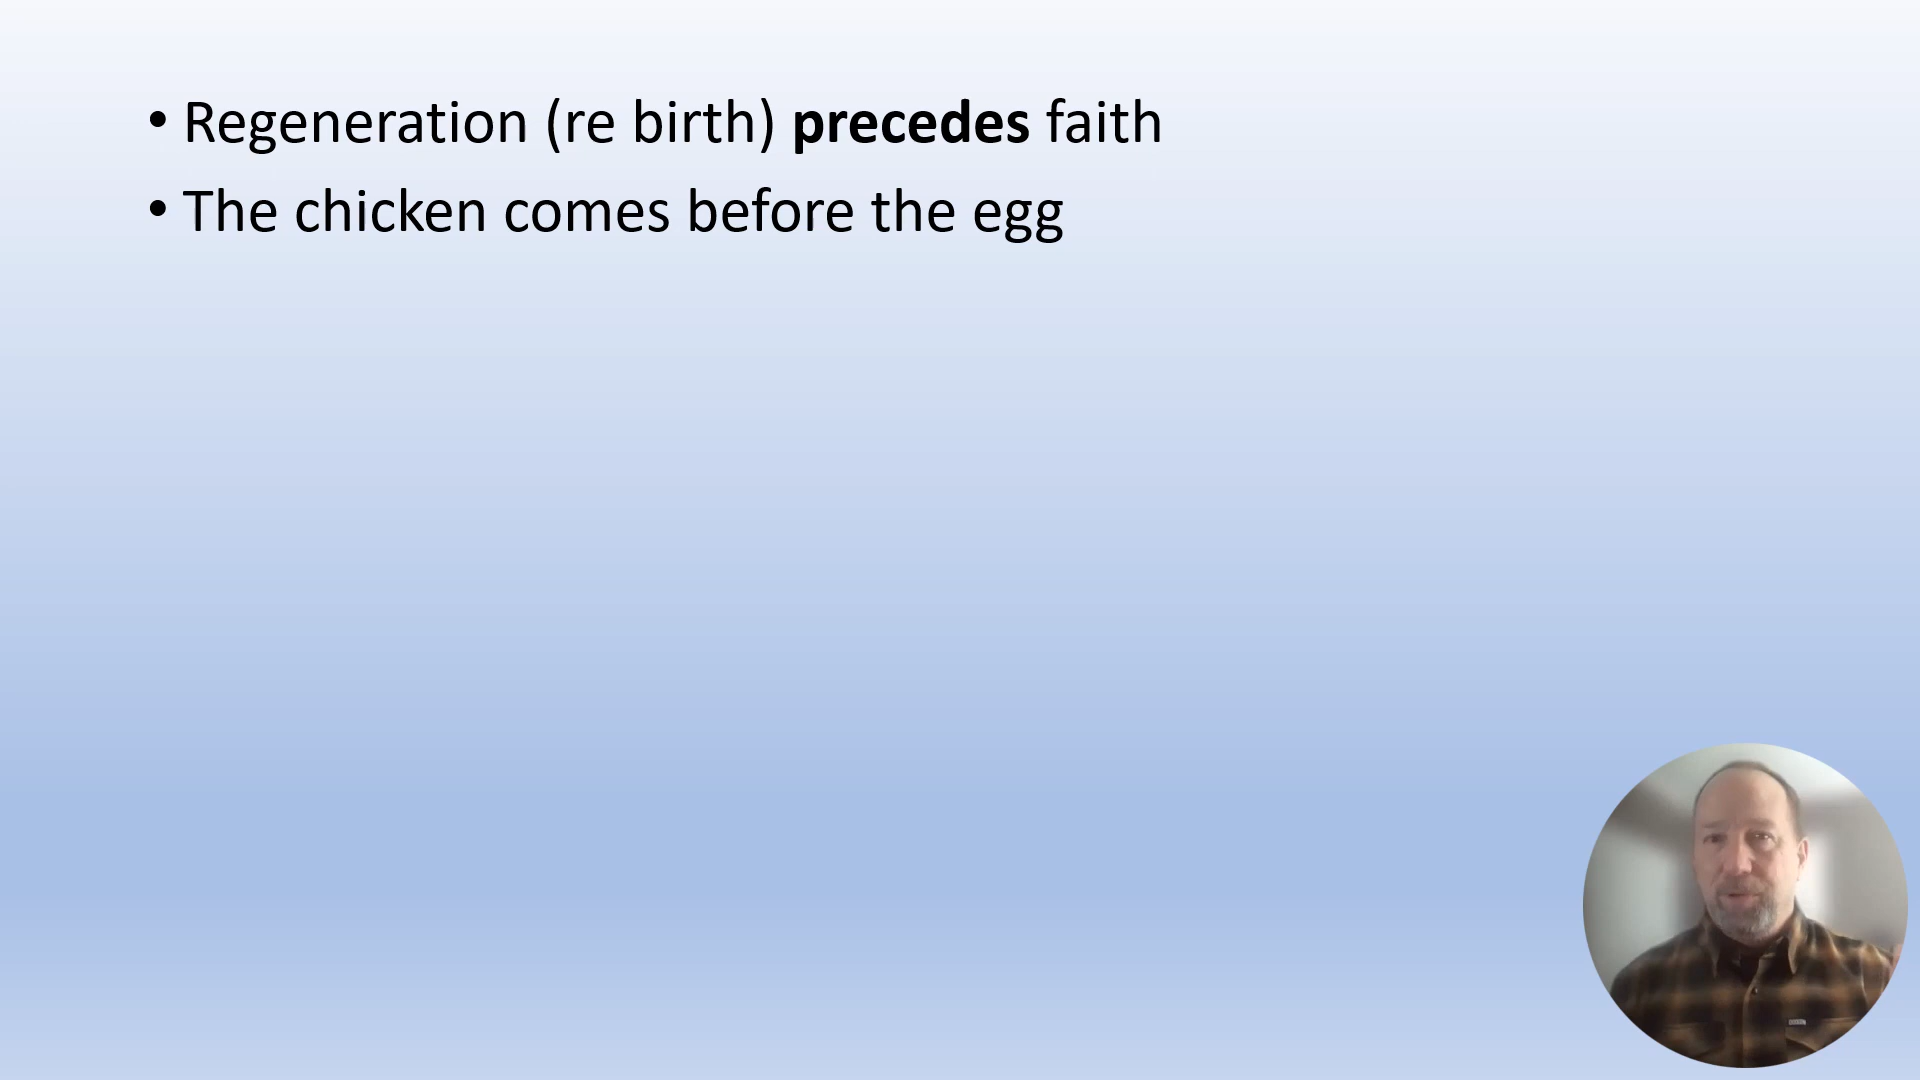 • Regeneration (re birth) precedes faith
• The chicken comes before the egg